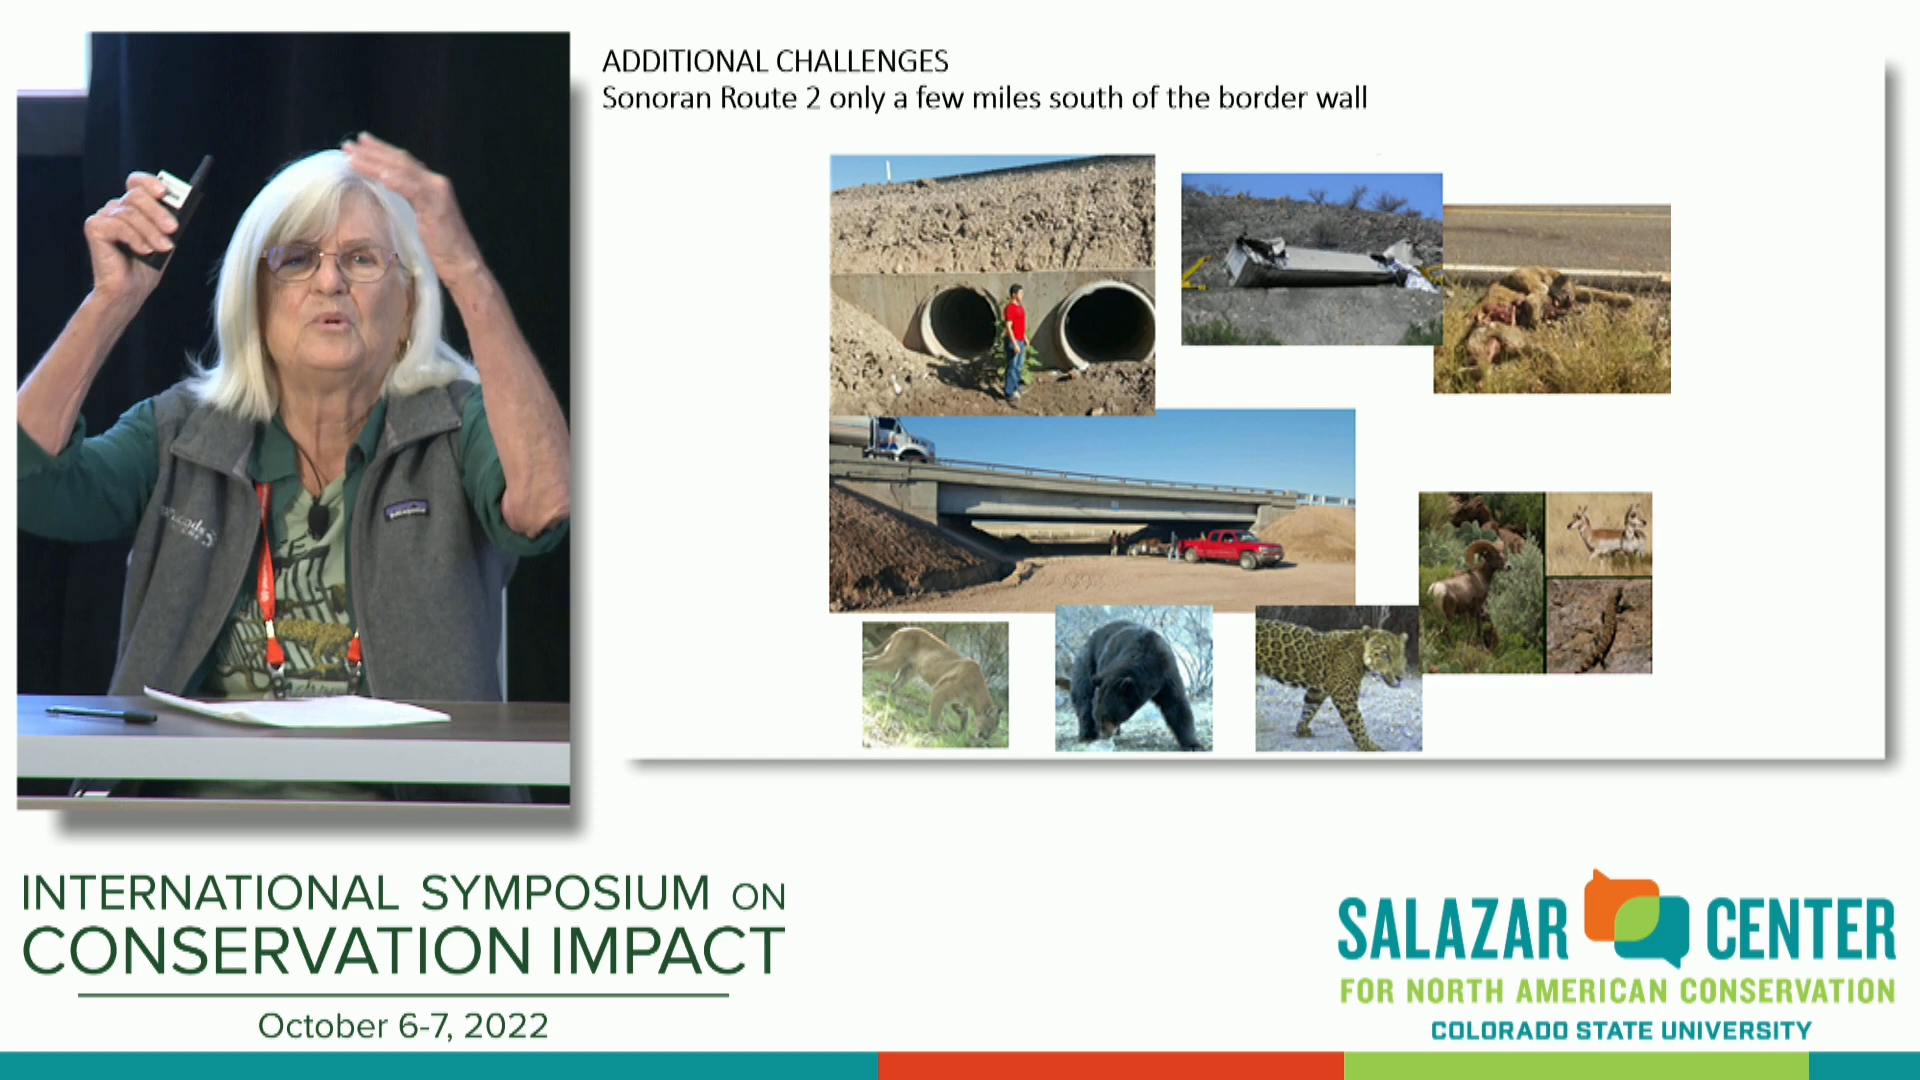 ADDITIONAL CHALLENGES
Sonoran Route 2 only a few miles south of the border wall
patagonia
INTERNATIONAL SYMPOSIUM ON
CONSERVATION IMPACT
October 6-7, 2022
SALAZAR CENTER
FOR NORTH AMERICAN CONSERVATION
COLORADO STATE UNIVERSITY